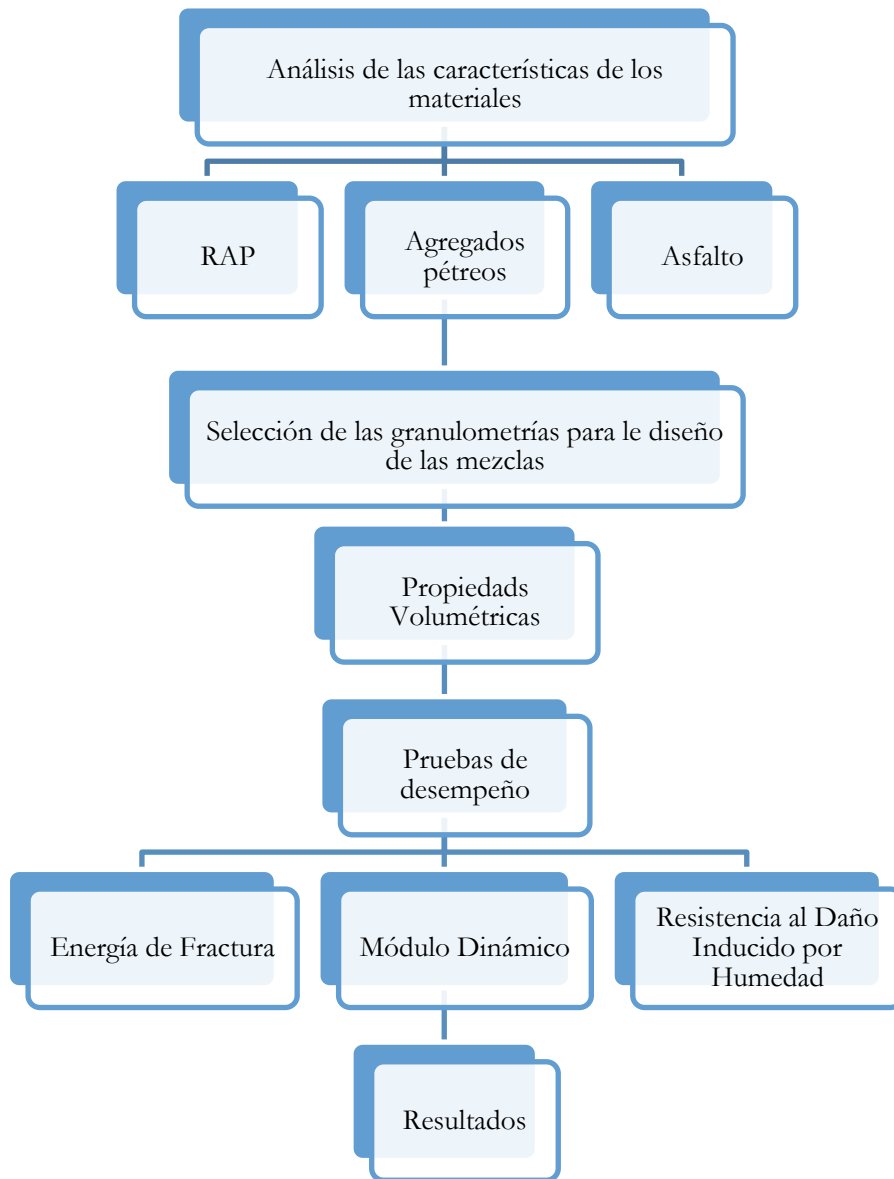 Análisis de las características de los
materiales
RAP
Agregados
pétreos
Asfalto
Selección de las granulometrías para le diseño
de las mezclas
Propiedads
Volumétricas
Pruebas de
desempeño
Energía de Fractura
Módulo Dinámico
Resistencia al Daño
Inducido por
Humedad
Resultados